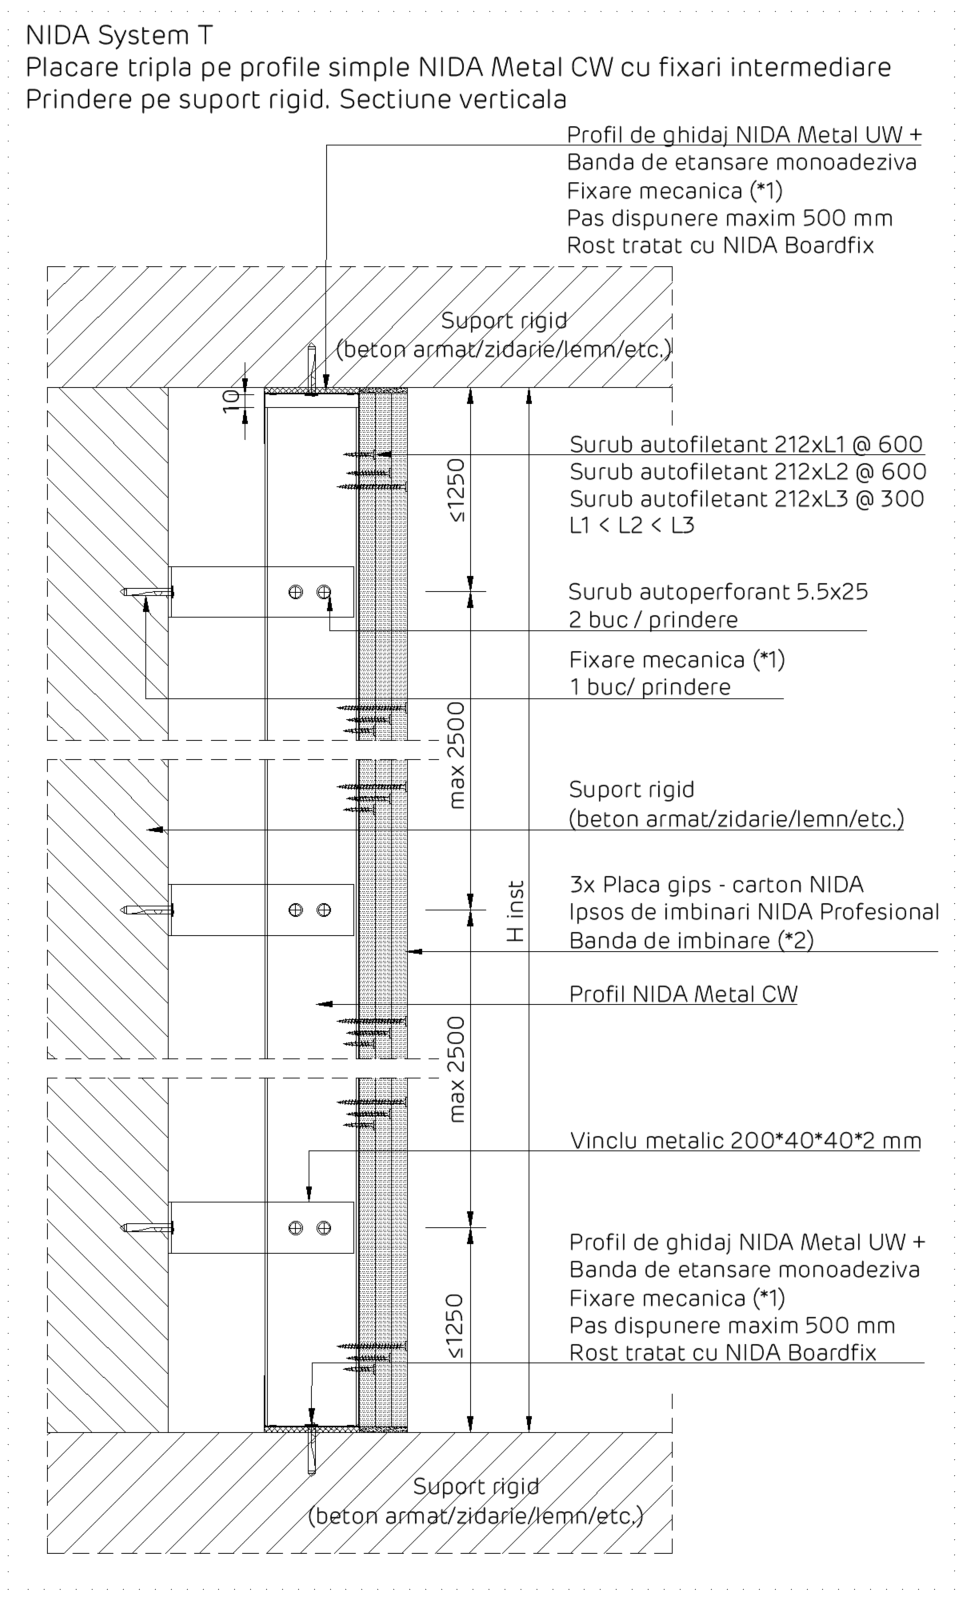 NIDA System T
Placare tripla pe profile simple NIDA Metal CW cu fixari intermediare
Prindere pe suport rigid. Sectiune verticala
Profil de ghidaj NIDA Metal UW +
Banda de etansare monoadeziva
Fixare mecanica (*1)
Pas dispunere maxim 500 mm
Rost tratat cu NIDA Boardfix
Suport rigid
(beton armat/zidarie/lemn/etc.)
10
≤1250
Surub autofiletant 212xL1 @ 600
Surub autofiletant 212xL2 @ 600
Surub autofiletant 212xL3 @ 300
L1 < L2 < L3
Surub autoperforant 5.5x25
2 buc / prindere
Fixare mecanica (*1)
1 buc/ prindere
max 2500
Suport rigid
(beton armat/zidarie/lemn/etc.)
H inst
3x Placa gips - carton NIDA
Ipsos de imbinari NIDA Profesional
Banda de imbinare (*2)
Profil NIDA Metal CW
max 2500
Vinclu metalic 200*40*40*2 mm
≤1250
Profil de ghidaj NIDA Metal UW +
Banda de etansare monoadeziva
Fixare mecanica (*1)
Pas dispunere maxim 500 mm
Rost tratat cu NIDA Boardfix
Suport rigid
(beton armat/zidarie/lemn/etc.)